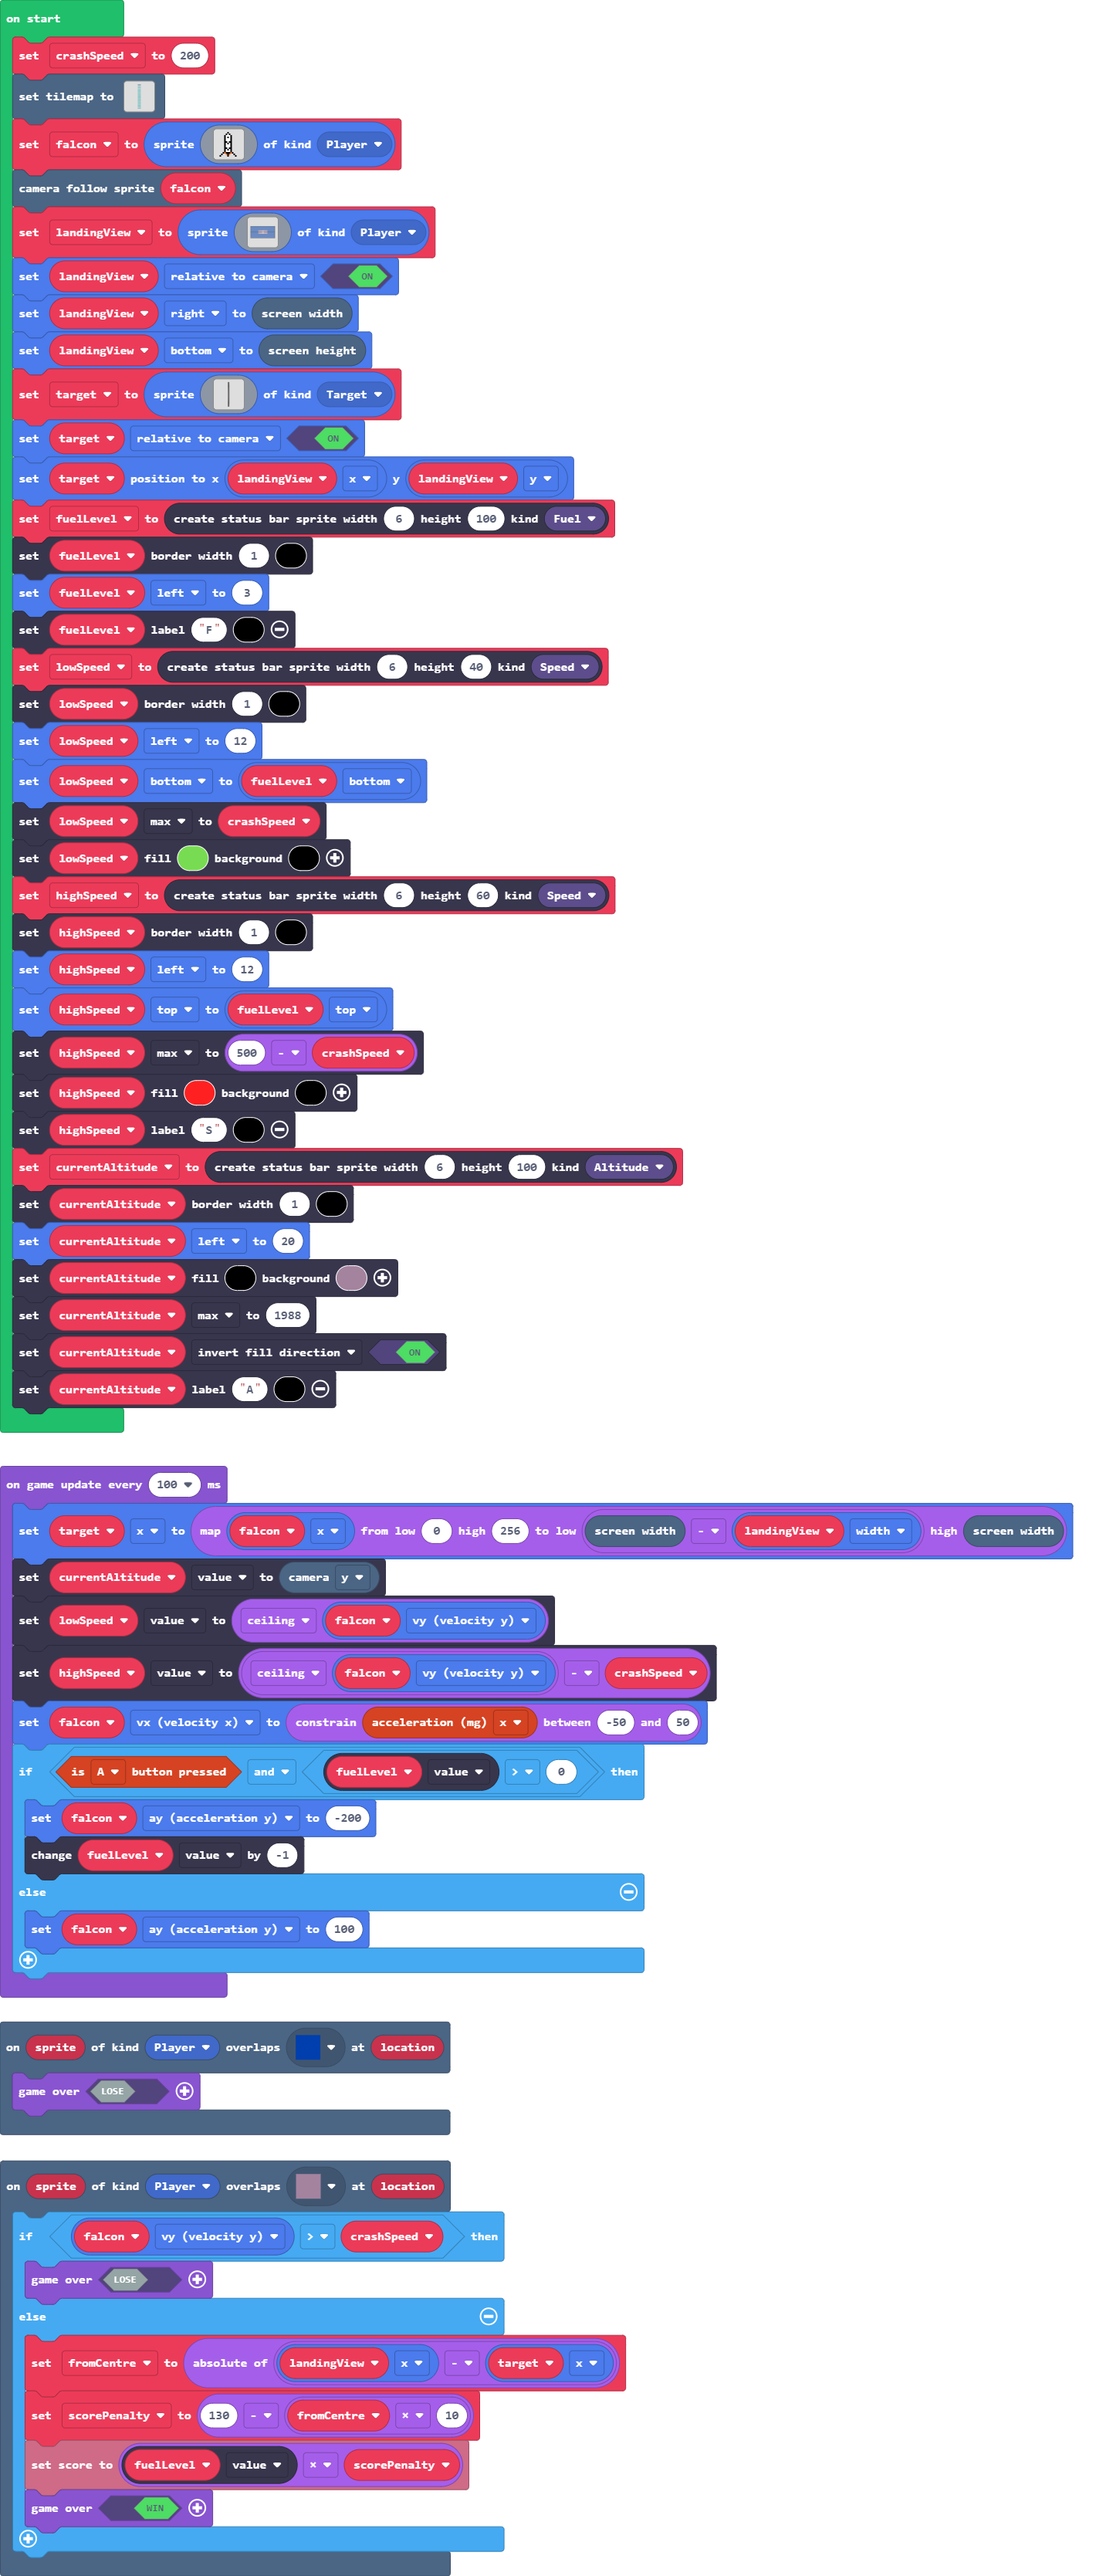 on start
set crashSpeed to 200
set tilemap to
set falcon to sprite of kind Player
camera follow sprite falcon
set landingView to sprite of kind Player
set landingView relative to camera ON
set landingView right to screen width
set landingView bottom to screen height
set target to sprite of kind Target
set target relative to camera ON
set target position to x landingView x y landingView y
set fuelLevel to create status bar sprite width 6 height 100 kind Fuel
set fuelLevel border width 1
set fuelLevel left to 3
set fuelLevel label "F"
set lowSpeed to create status bar sprite width 6 height 40 kind Speed
set lowSpeed border width 1
set lowSpeed left to 12
set lowSpeed bottom to fuelLevel bottom
set lowSpeed max to crashSpeed
set lowSpeed fill background
set highSpeed to create status bar sprite width 6 height 60 kind Speed
set highSpeed border width 1
set highSpeed left to 12
set highSpeed top to fuelLevel top
set highSpeed max to 500 - crashSpeed
set highSpeed fill background
set highSpeed label "S"
set currentAltitude to create status bar sprite width 6 height 100 kind Altitude
set currentAltitude border width 1
set currentAltitude left to 20
set currentAltitude fill background
set currentAltitude max to 1988
set currentAltitude invert fill direction ON
set currentAltitude label "A"
on game update every 100 ms
set target x to map falcon x from low 0 high 256 to low screen width - landingView width high screen width
set currentAltitude value to camera y
set lowSpeed value to ceiling falcon vy (velocity y)
set highSpeed value to ceiling falcon vy (velocity y) - crashSpeed
set falcon vx (velocity x) to constrain acceleration (mg) x between -50 and 50
if is A button pressed and fuelLevel value > 0 then
set falcon ay (acceleration y) to -200
change fuelLevel value by -1
else
set falcon ay (acceleration y) to 100
on sprite of kind Player overlaps at location
game over LOSE
on sprite of kind Player overlaps at location
if falcon vy (velocity y) > crashSpeed then
game over LOSE
else
set fromCentre to absolute of landingView x - target x
set scorePenalty to 130 - fromCentre × 10
set score to fuelLevel value × scorePenalty
game over WIN